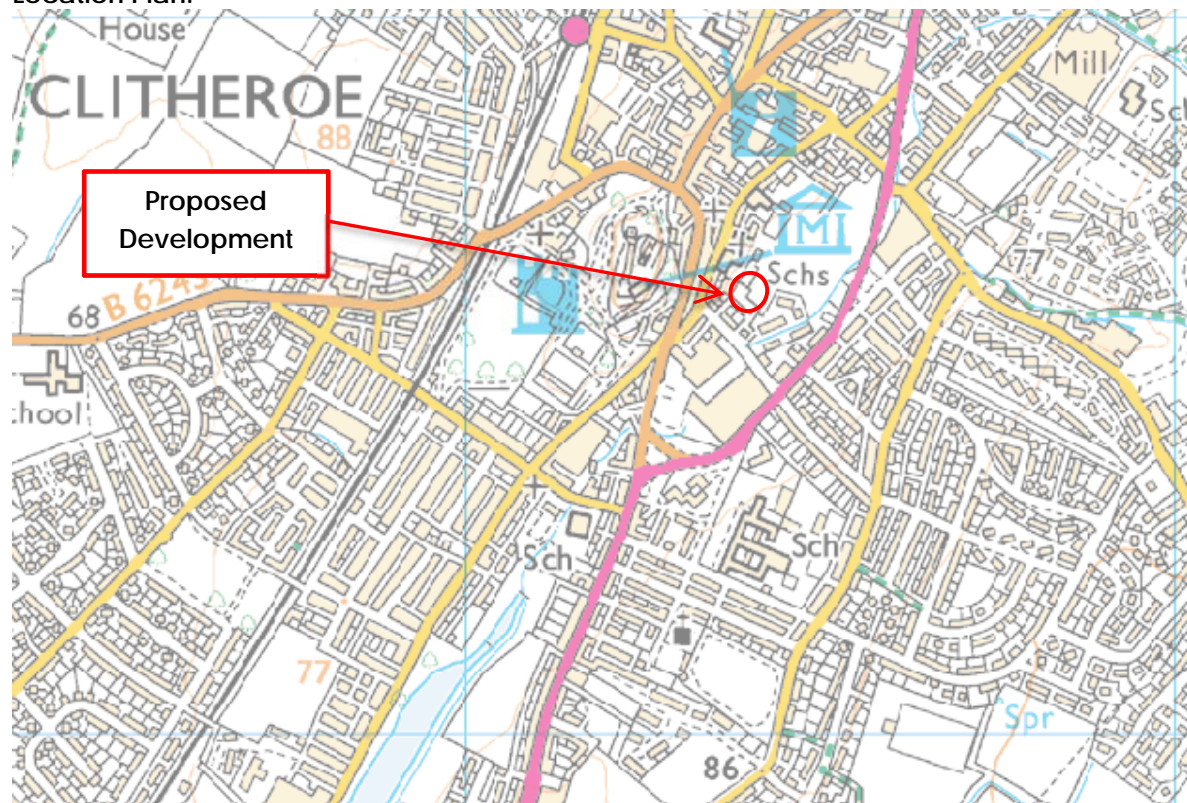 Location Plan:
House
CLITHEROE
88
Mill
Sch
Proposed
Development
M
Schs
77
68
B 6243
chool
Sch
Sch
77
Spr
86